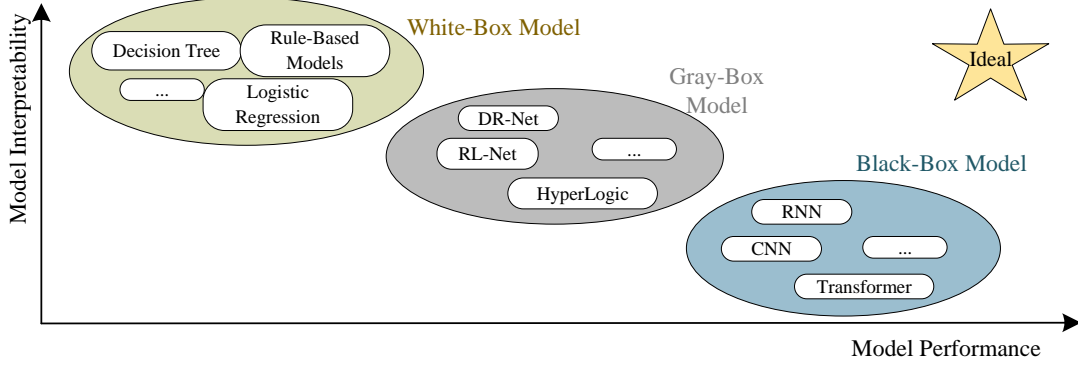 Model Interpretability
White-Box Model
Decision Tree
Rule-Based
Models
...
Logistic
Regression
Gray-Box
Model
DR-Net
RL-Net
...
HyperLogic
Black-Box Model
RNN
CNN
...
Transformer
Ideal
Model Performance